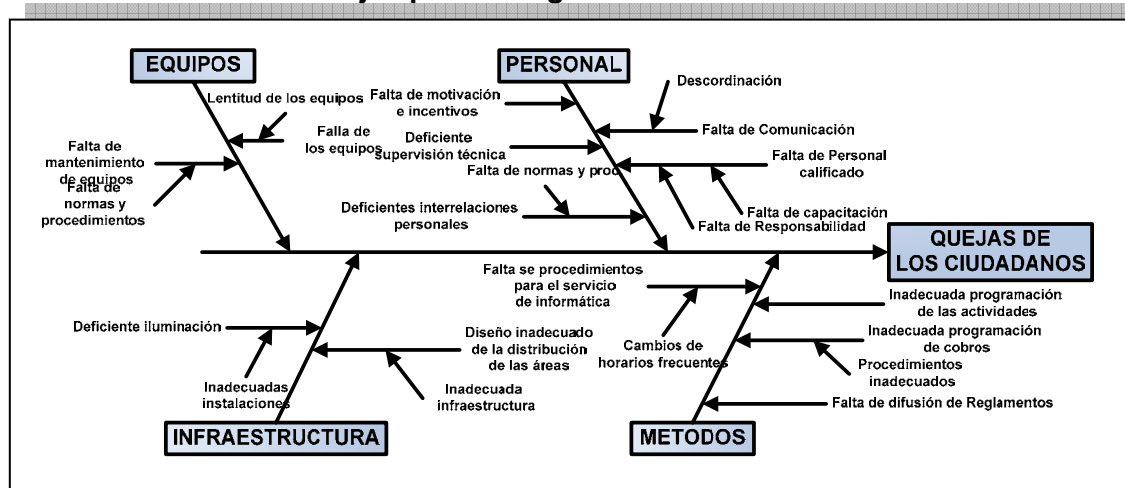 EQUIPOS
Lentitud de los equipos
Falla de
los equipos
Falta de
mantenimiento
de equipos
Falta de
normas y
procedimientos
PERSONAL
Falta de motivación
e incentivos
Deficiente
supervisión técnica
Falta de normas y proc
Deficientes interrelaciones
personales
Descordinación
Falta de Comunicación
Falta de Personal
calificado
Falta de capacitación
Falta de Responsabilidad
QUEJAS DE
LOS CIUDADANOS
Deficiente iluminación
Inadecuadas
instalaciones
Diseño inadecuado
de la distribución
de las áreas
Inadecuada
infraestructura
INFRAESTRUCTURA
Falta se procedimientos
para el servicio
de informática
Cambios de
horarios frecuentes
Inadecuada programación
de las actividades
Inadecuada programación
de cobros
Procedimientos
inadecuados
Falta de difusión de Reglamentos
METODOS